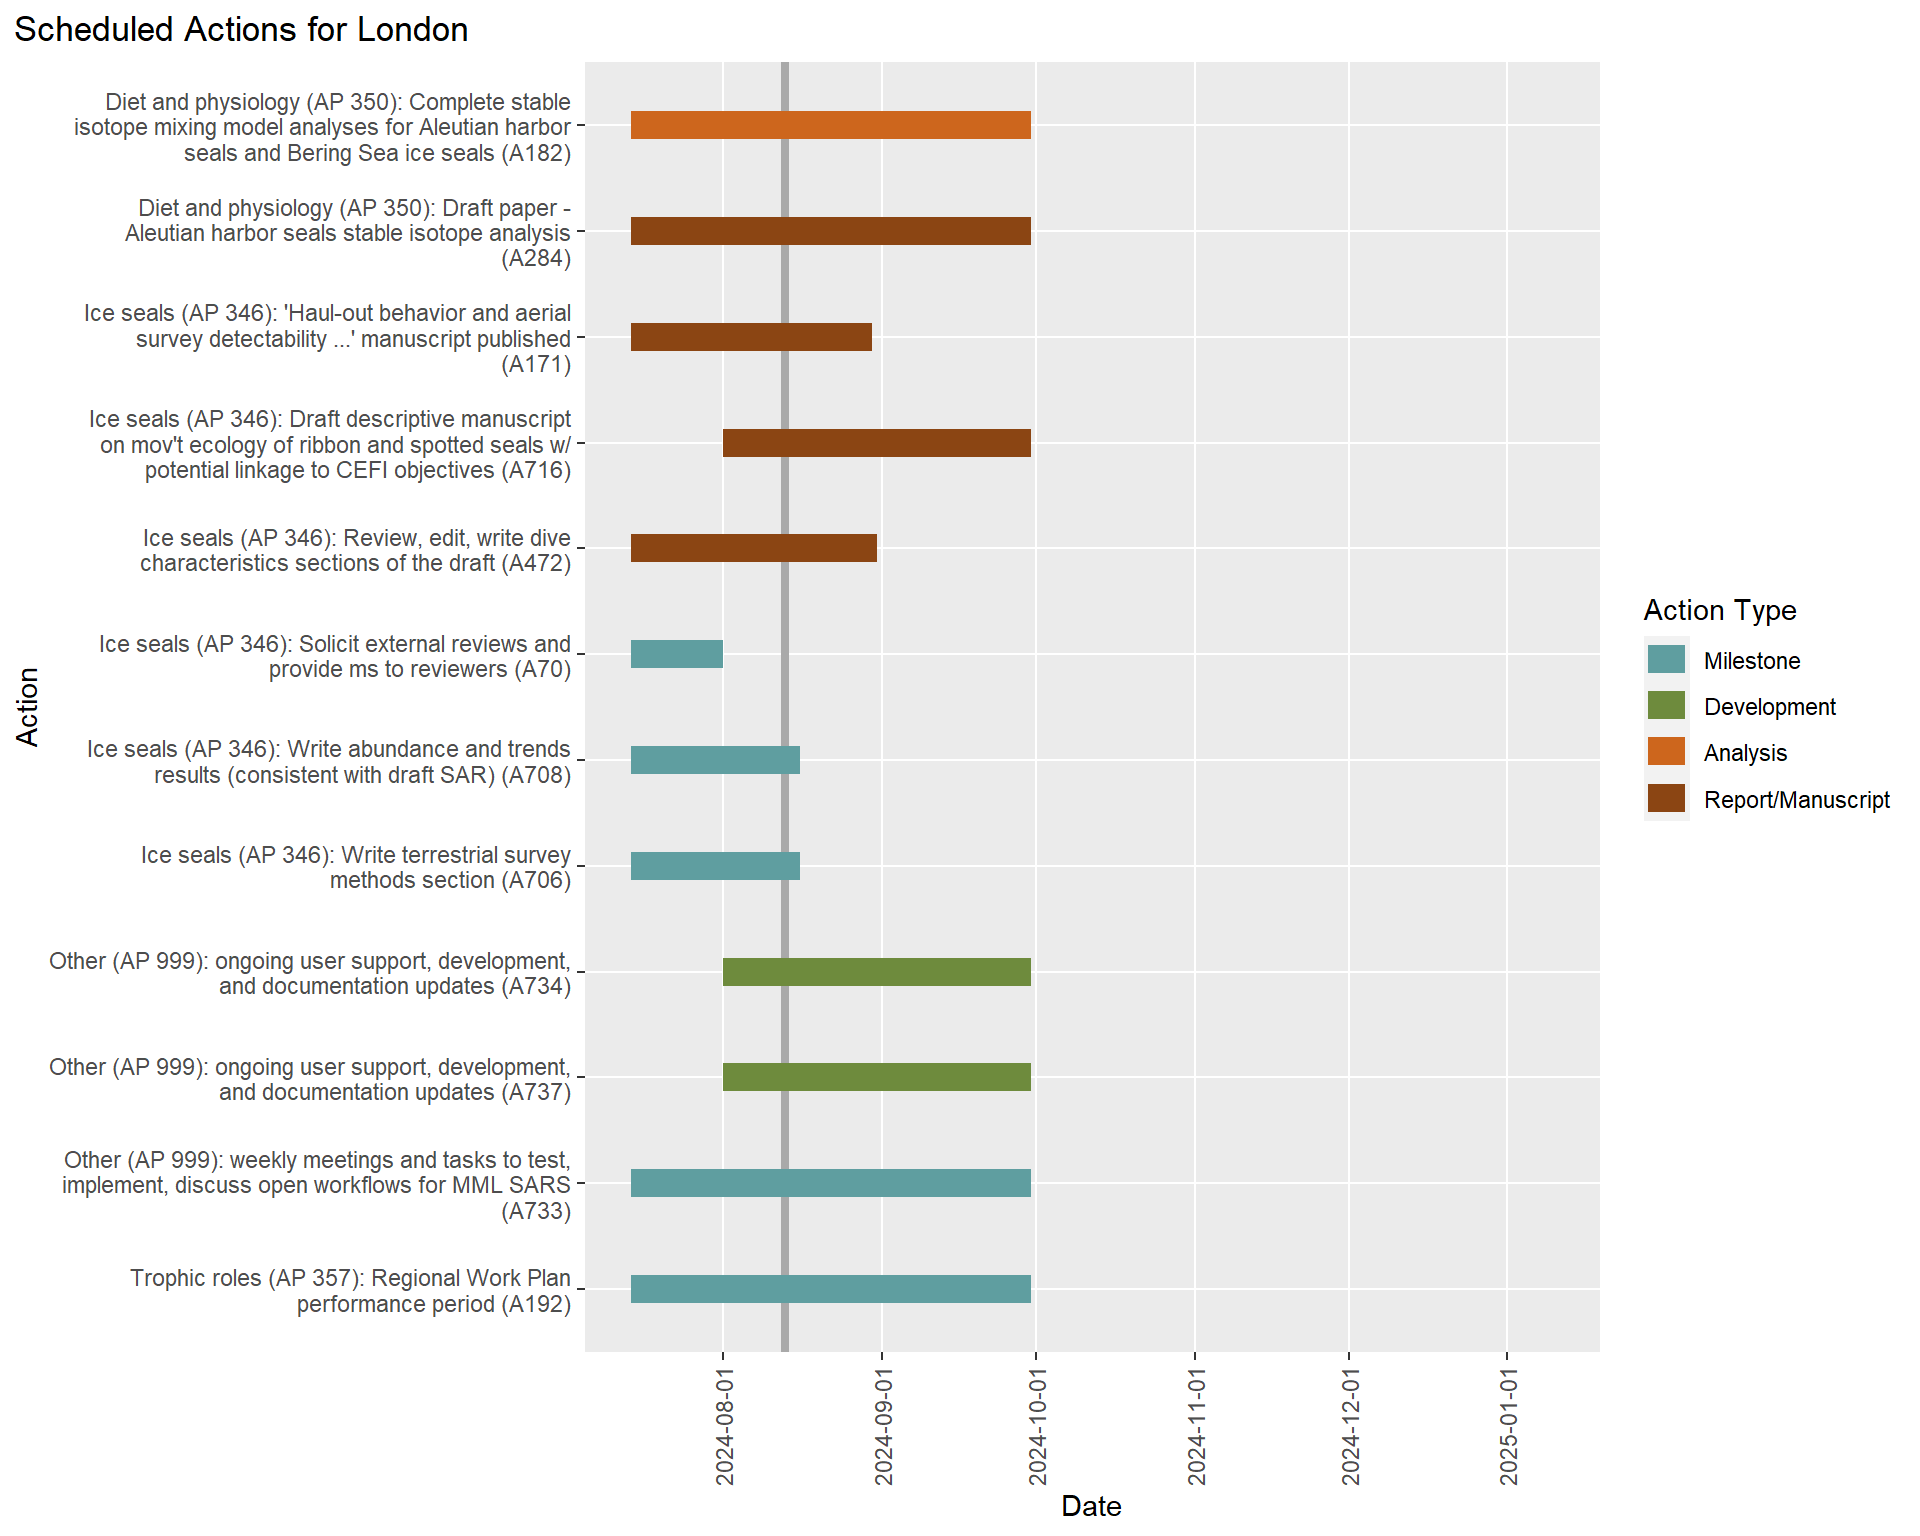 Scheduled Actions for London
Diet and physiology (AP 350): Complete stable
isotope mixing model analyses for Aleutian harbor
seals and Bering Sea ice seals (A182)
Diet and physiology (AP 350): Draft paper -
Aleutian harbor seals stable isotope analysis
(A284)
Ice seals (AP 346): 'Haul-out behavior and aerial
survey detectability ...' manuscript published
(A171)
Ice seals (AP 346): Draft descriptive manuscript
on mov't ecology of ribbon and spotted seals w/
potential linkage to CEFI objectives (A716)
Ice seals (AP 346): Review, edit, write dive
characteristics sections of the draft (A472)
Ice seals (AP 346): Solicit external reviews and
provide ms to reviewers (A70)
Ice seals (AP 346): Write abundance and trends
results (consistent with draft SAR) (A708)
Ice seals (AP 346): Write terrestrial survey
methods section (A706)
Other (AP 999): ongoing user support, development,
and documentation updates (A734)
Other (AP 999): ongoing user support, development,
and documentation updates (A737)
Other (AP 999): weekly meetings and tasks to test,
implement, discuss open workflows for MML SARS
(A733)
Trophic roles (AP 357): Regional Work Plan
performance period (A192)
Action
2024-08-01
2024-09-01
2024-10-01
2024-11-01
2024-12-01
2025-01-01
Date
Action Type
Milestone
Development
Analysis
Report/Manuscript